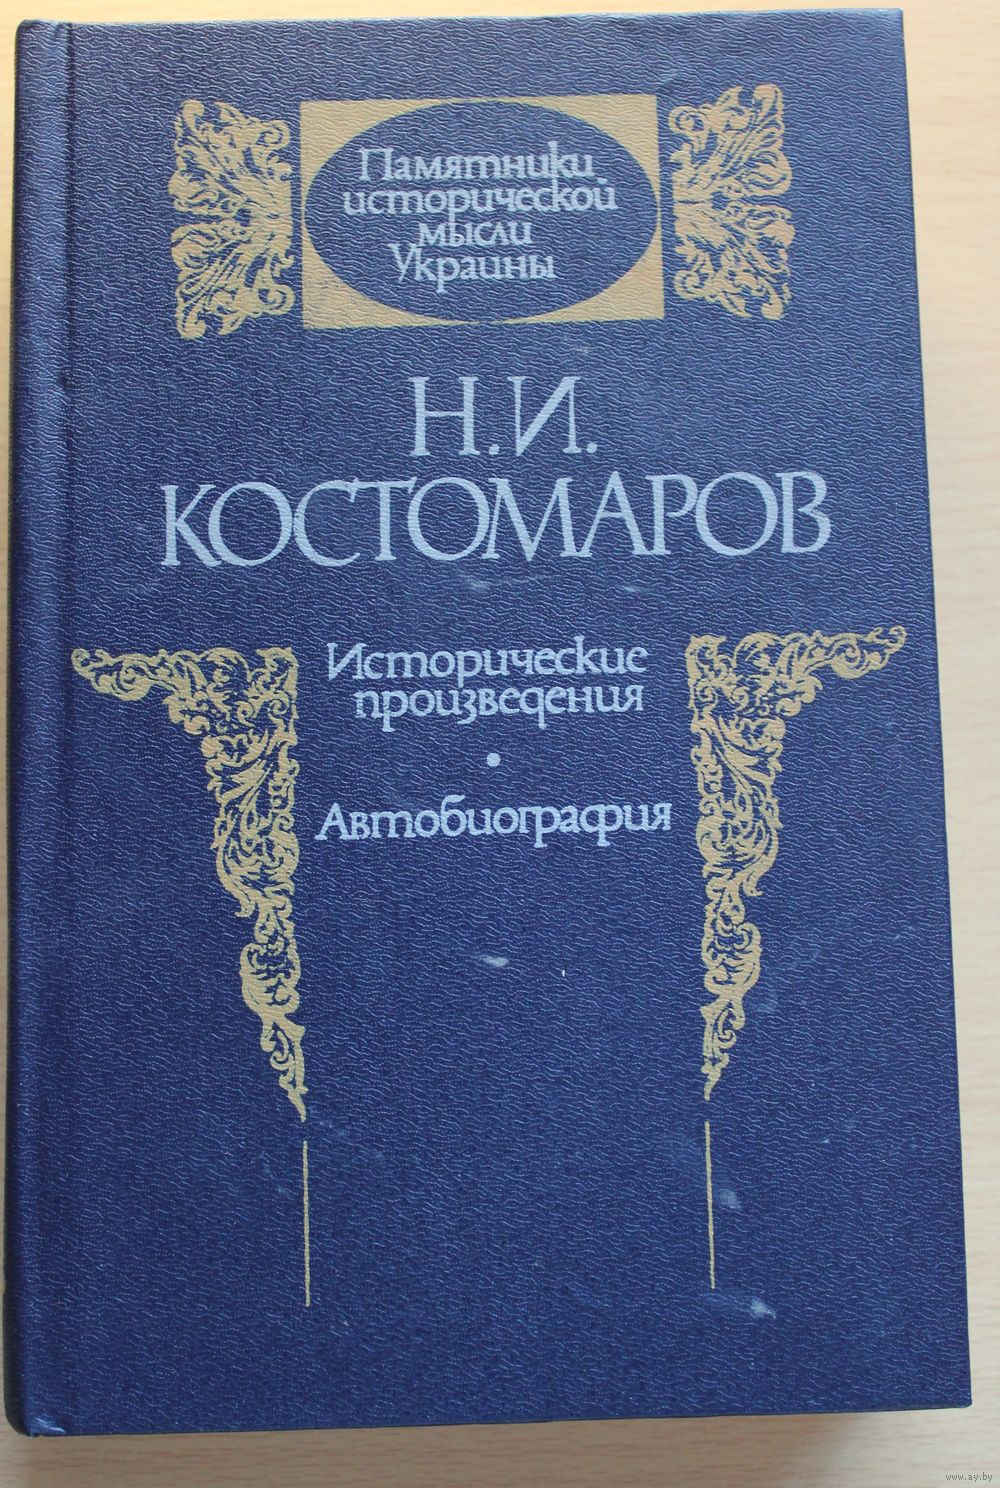 Памятники
исторической
мысли
Украины
Н.И.
КОСТОМАРОВ
Исторические
произведения
•
Автобиография
www.ay.by